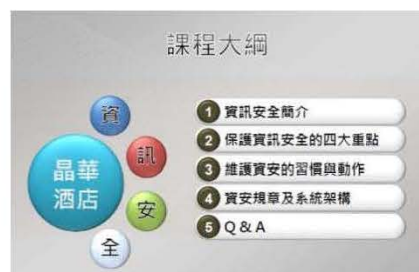 課程大綱
資
訊
安
全
晶華
酒店
1 資訊安全簡介
2 保護資訊安全的四大重點
3 維護資安的習慣與動作
4 資安規章及系統架構
5 Q & A